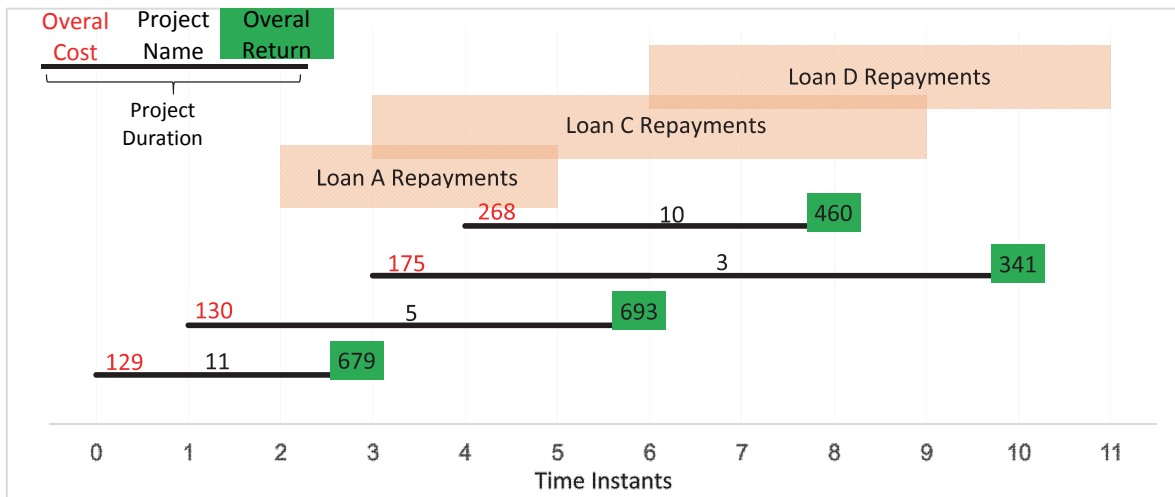 Overal Cost
Project Name
Overal Return
Project Duration
Loan D Repayments
Loan C Repayments
Loan A Repayments
268 10 460
175 3 341
130 5 693
129 11 679
0 1 2 3 4 5 6 7 8 9 10 11
Time Instants